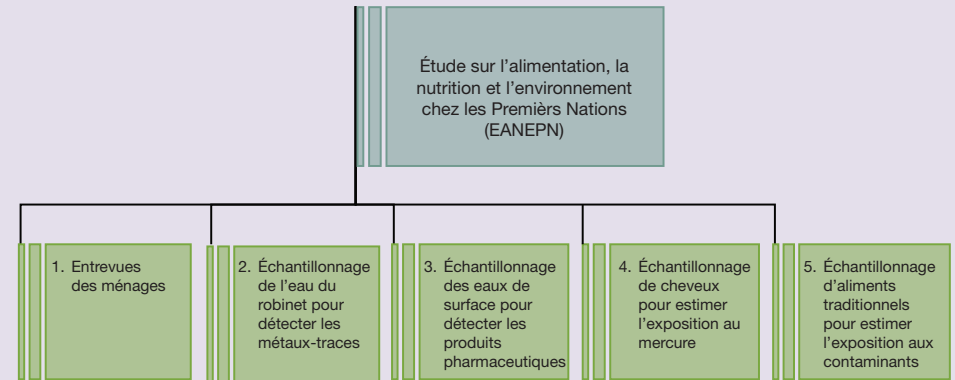 Étude sur l'alimentation, la
nutrition et l'environnement
chez les Premièrs Nations
(EANEPN)
1. Entrevues
des ménages
2. Échantillonnage
de l'eau du
robinet pour
détecter les
métaux-traces
3. Échantillonnage
des eaux de
surface pour
détecter les
produits
pharmaceutiques
4. Échantillonnage
de cheveux
pour estimer
l'exposition au
mercure
5. Échantillonnage
d'aliments
traditionnels
pour estimer
l'exposition aux
contaminants